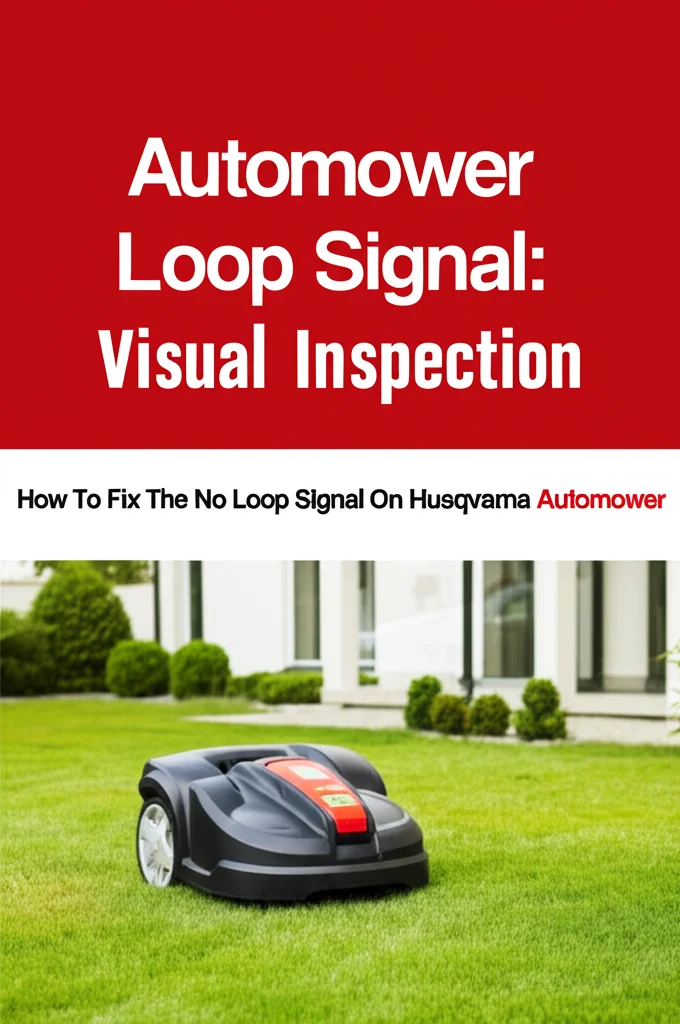 Automower
Loop Signal:
Visual Inspection
How To Fix The No Loop Signal On Husqvarna Automower